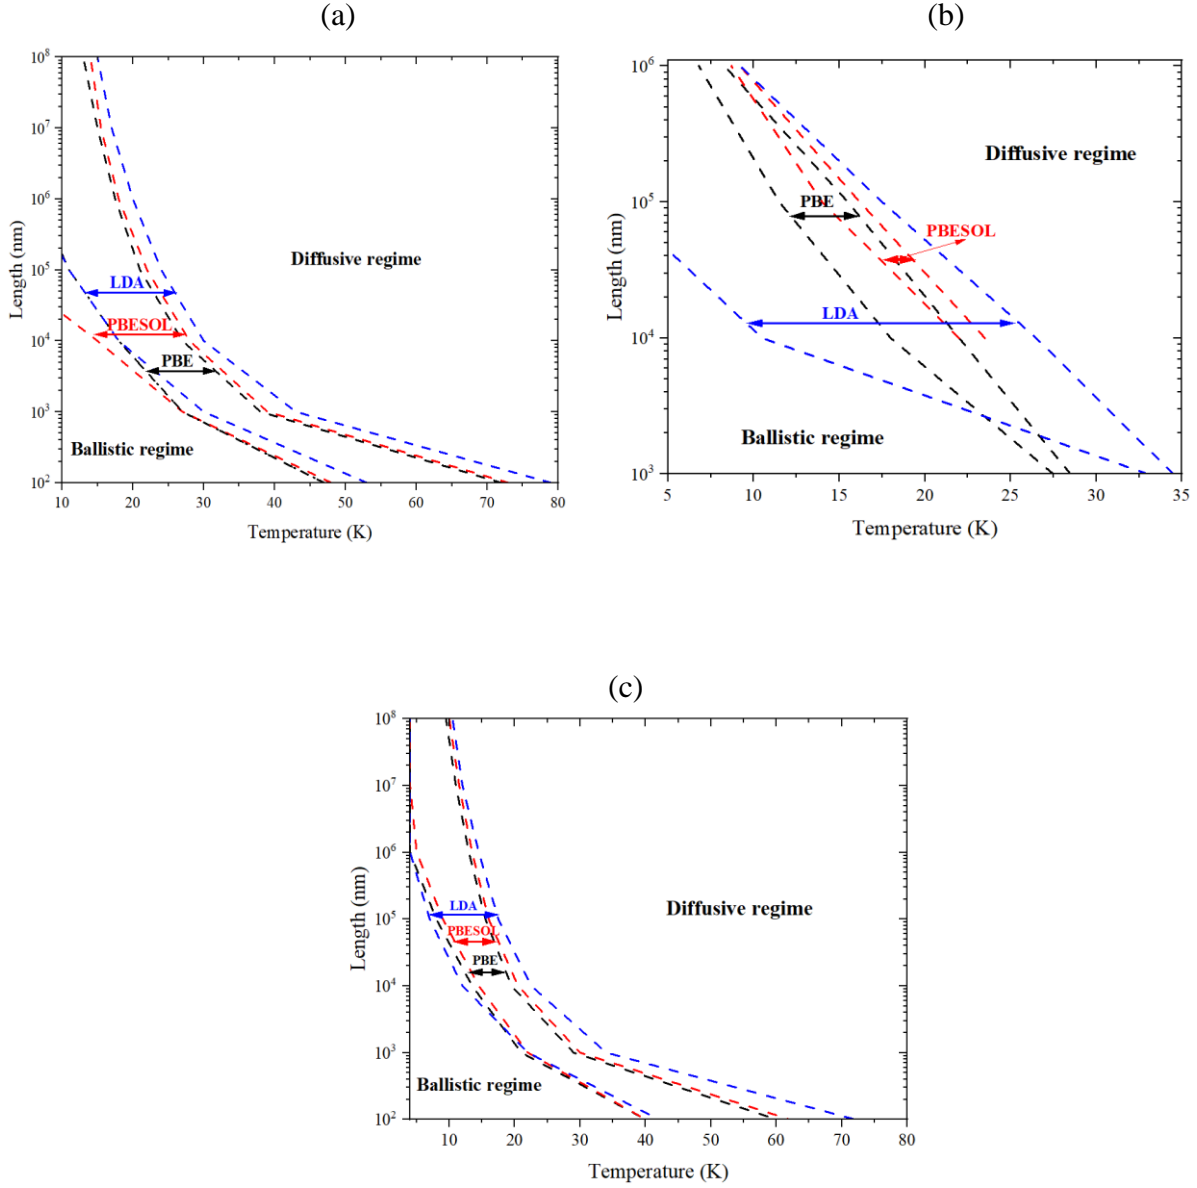 (a)
10⁸
10⁷
10⁶
10⁵
10⁴
10³
10²
Length (nm)
Diffusive regime
LDA
PBESOL
PBE
Ballistic regime
10 20 30 40 50 60 70 80
Temperature (K)
(b)
10⁶
10⁵
10⁴
10³
Length (nm)
Diffusive regime
PBE
PBESOL
LDA
Ballistic regime
5 10 15 20 25 30 35
Temperature (K)
(c)
10⁸
10⁷
10⁶
10⁵
10⁴
10³
10²
Length (nm)
Diffusive regime
LDA
PBESOL
PBE
Ballistic regime
10 20 30 40 50 60 70 80
Temperature (K)